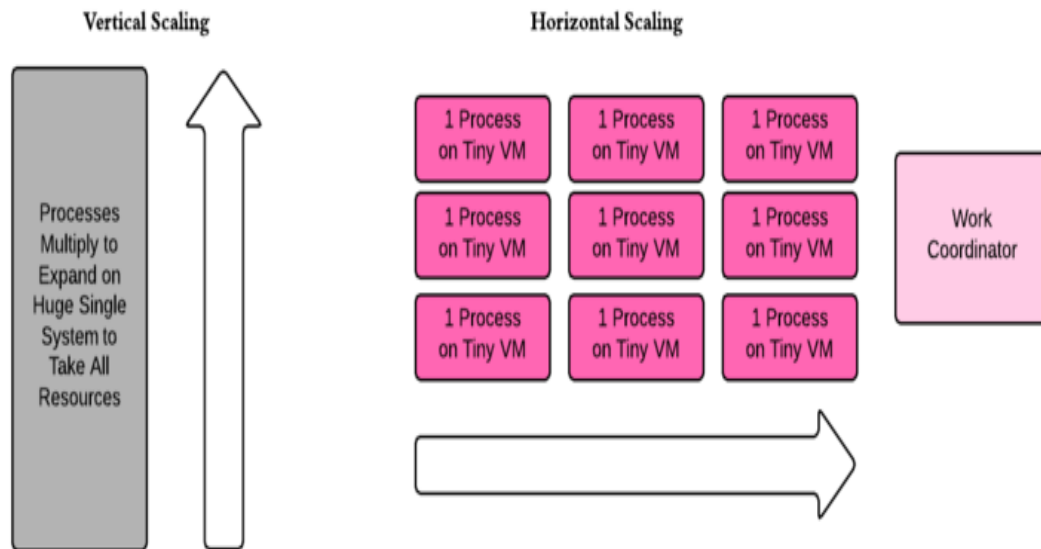 Vertical Scaling
Horizontal Scaling
Processes
Multiply to
Expand on
Huge Single
System to
Take All
Resources
1 Process
on Tiny VM
1 Process
on Tiny VM
1 Process
on Tiny VM
1 Process
on Tiny VM
1 Process
on Tiny VM
1 Process
on Tiny VM
1 Process
on Tiny VM
1 Process
on Tiny VM
1 Process
on Tiny VM
Work
Coordinator